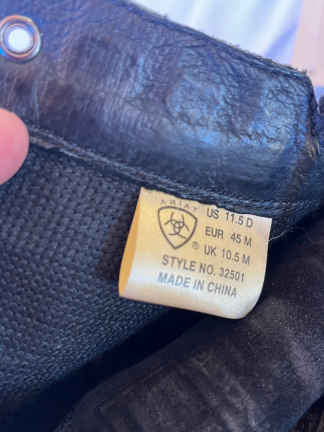 ARIAT
US 11.5 D
EUR. 45 M
® UK 10.5 M
STYLE NO. 32501
MADE IN CHINA